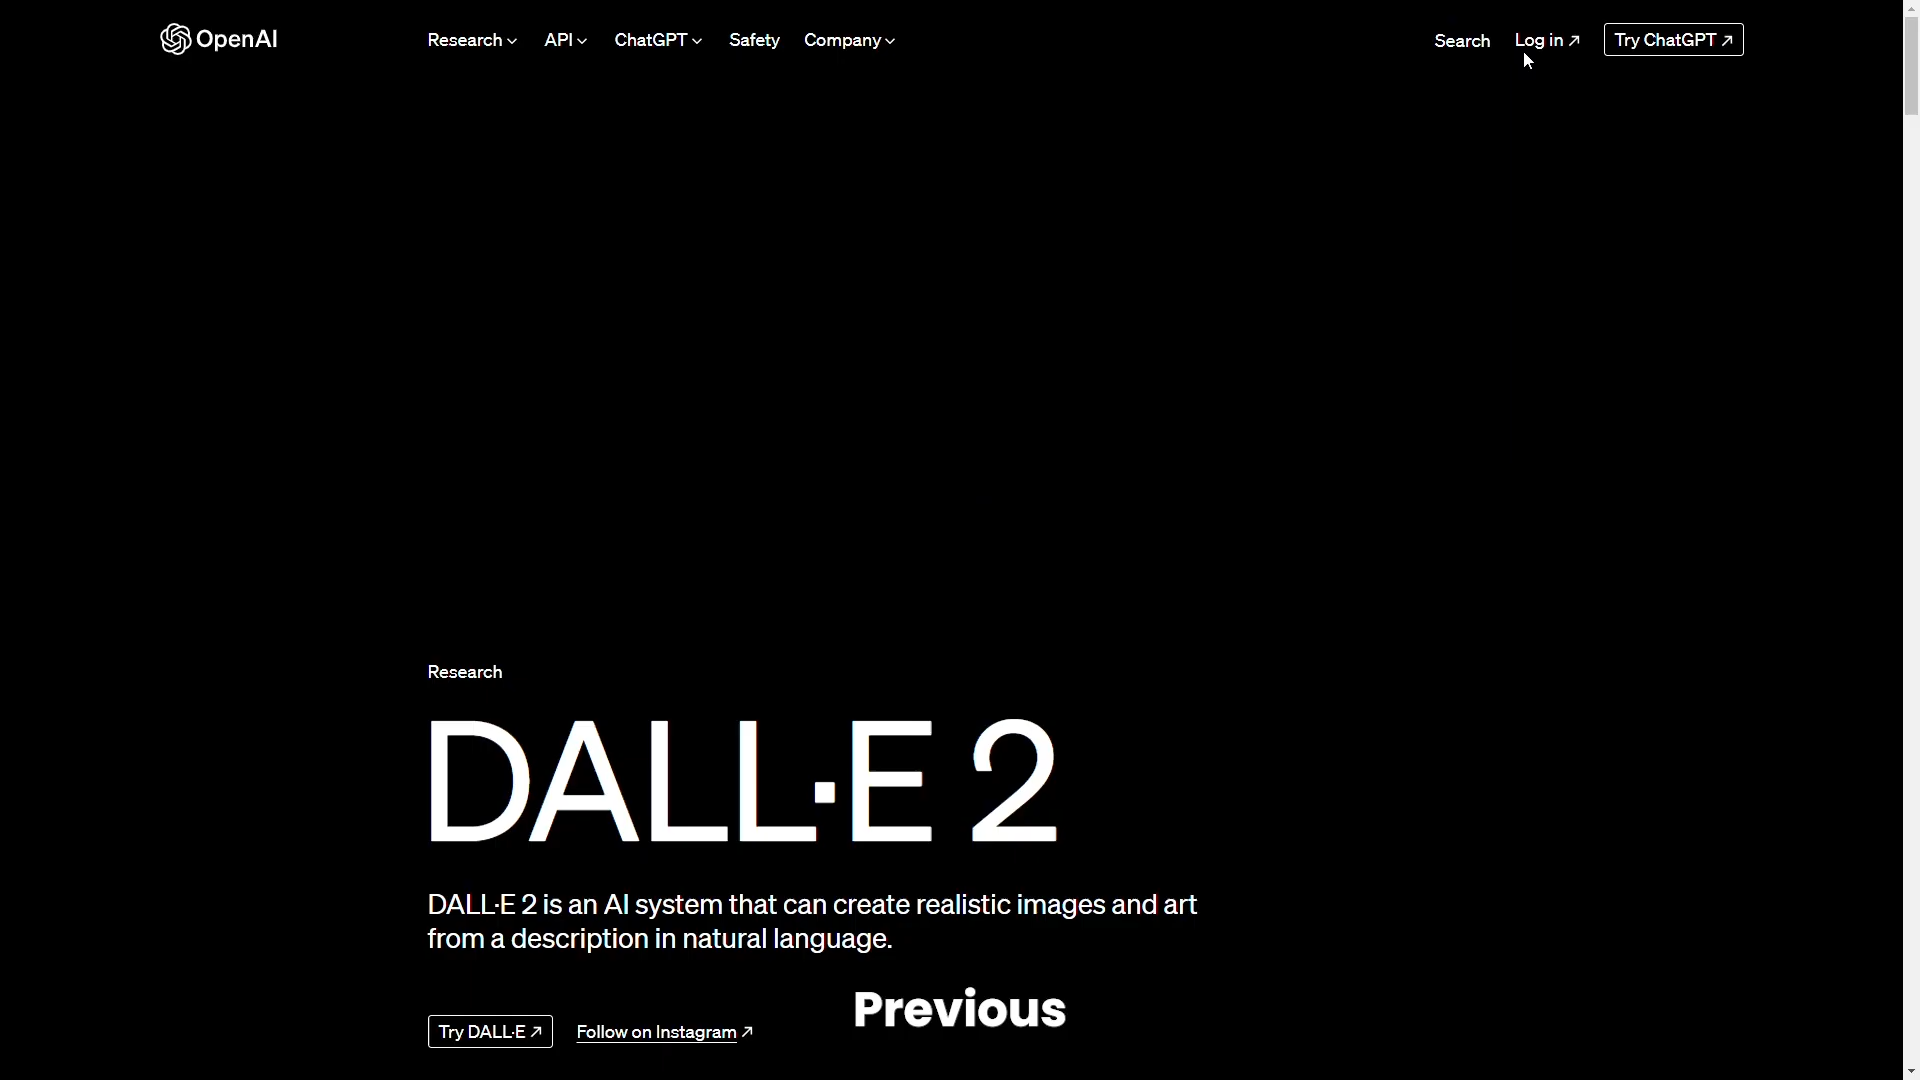 OpenAI
Research API ChatGPT Safety Company
Search Log in ↗ Try ChatGPT ↗
Research
DALL·E 2
DALL·E 2 is an AI system that can create realistic images and art
from a description in natural language.
Try DALL·E ↗ Follow on Instagram ↗
Previous